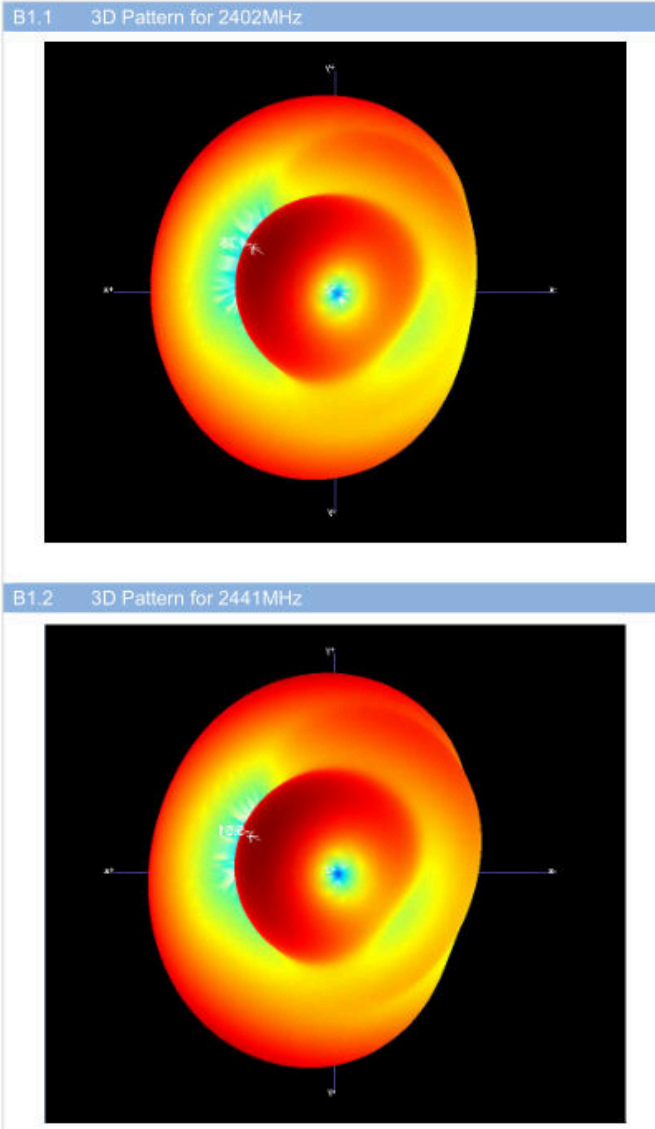 B1.1 3D Pattern for 2402MHz
Y+
X+
X-
Y-
B1.2 3D Pattern for 2441MHz
Y+
X+
X-
Y-